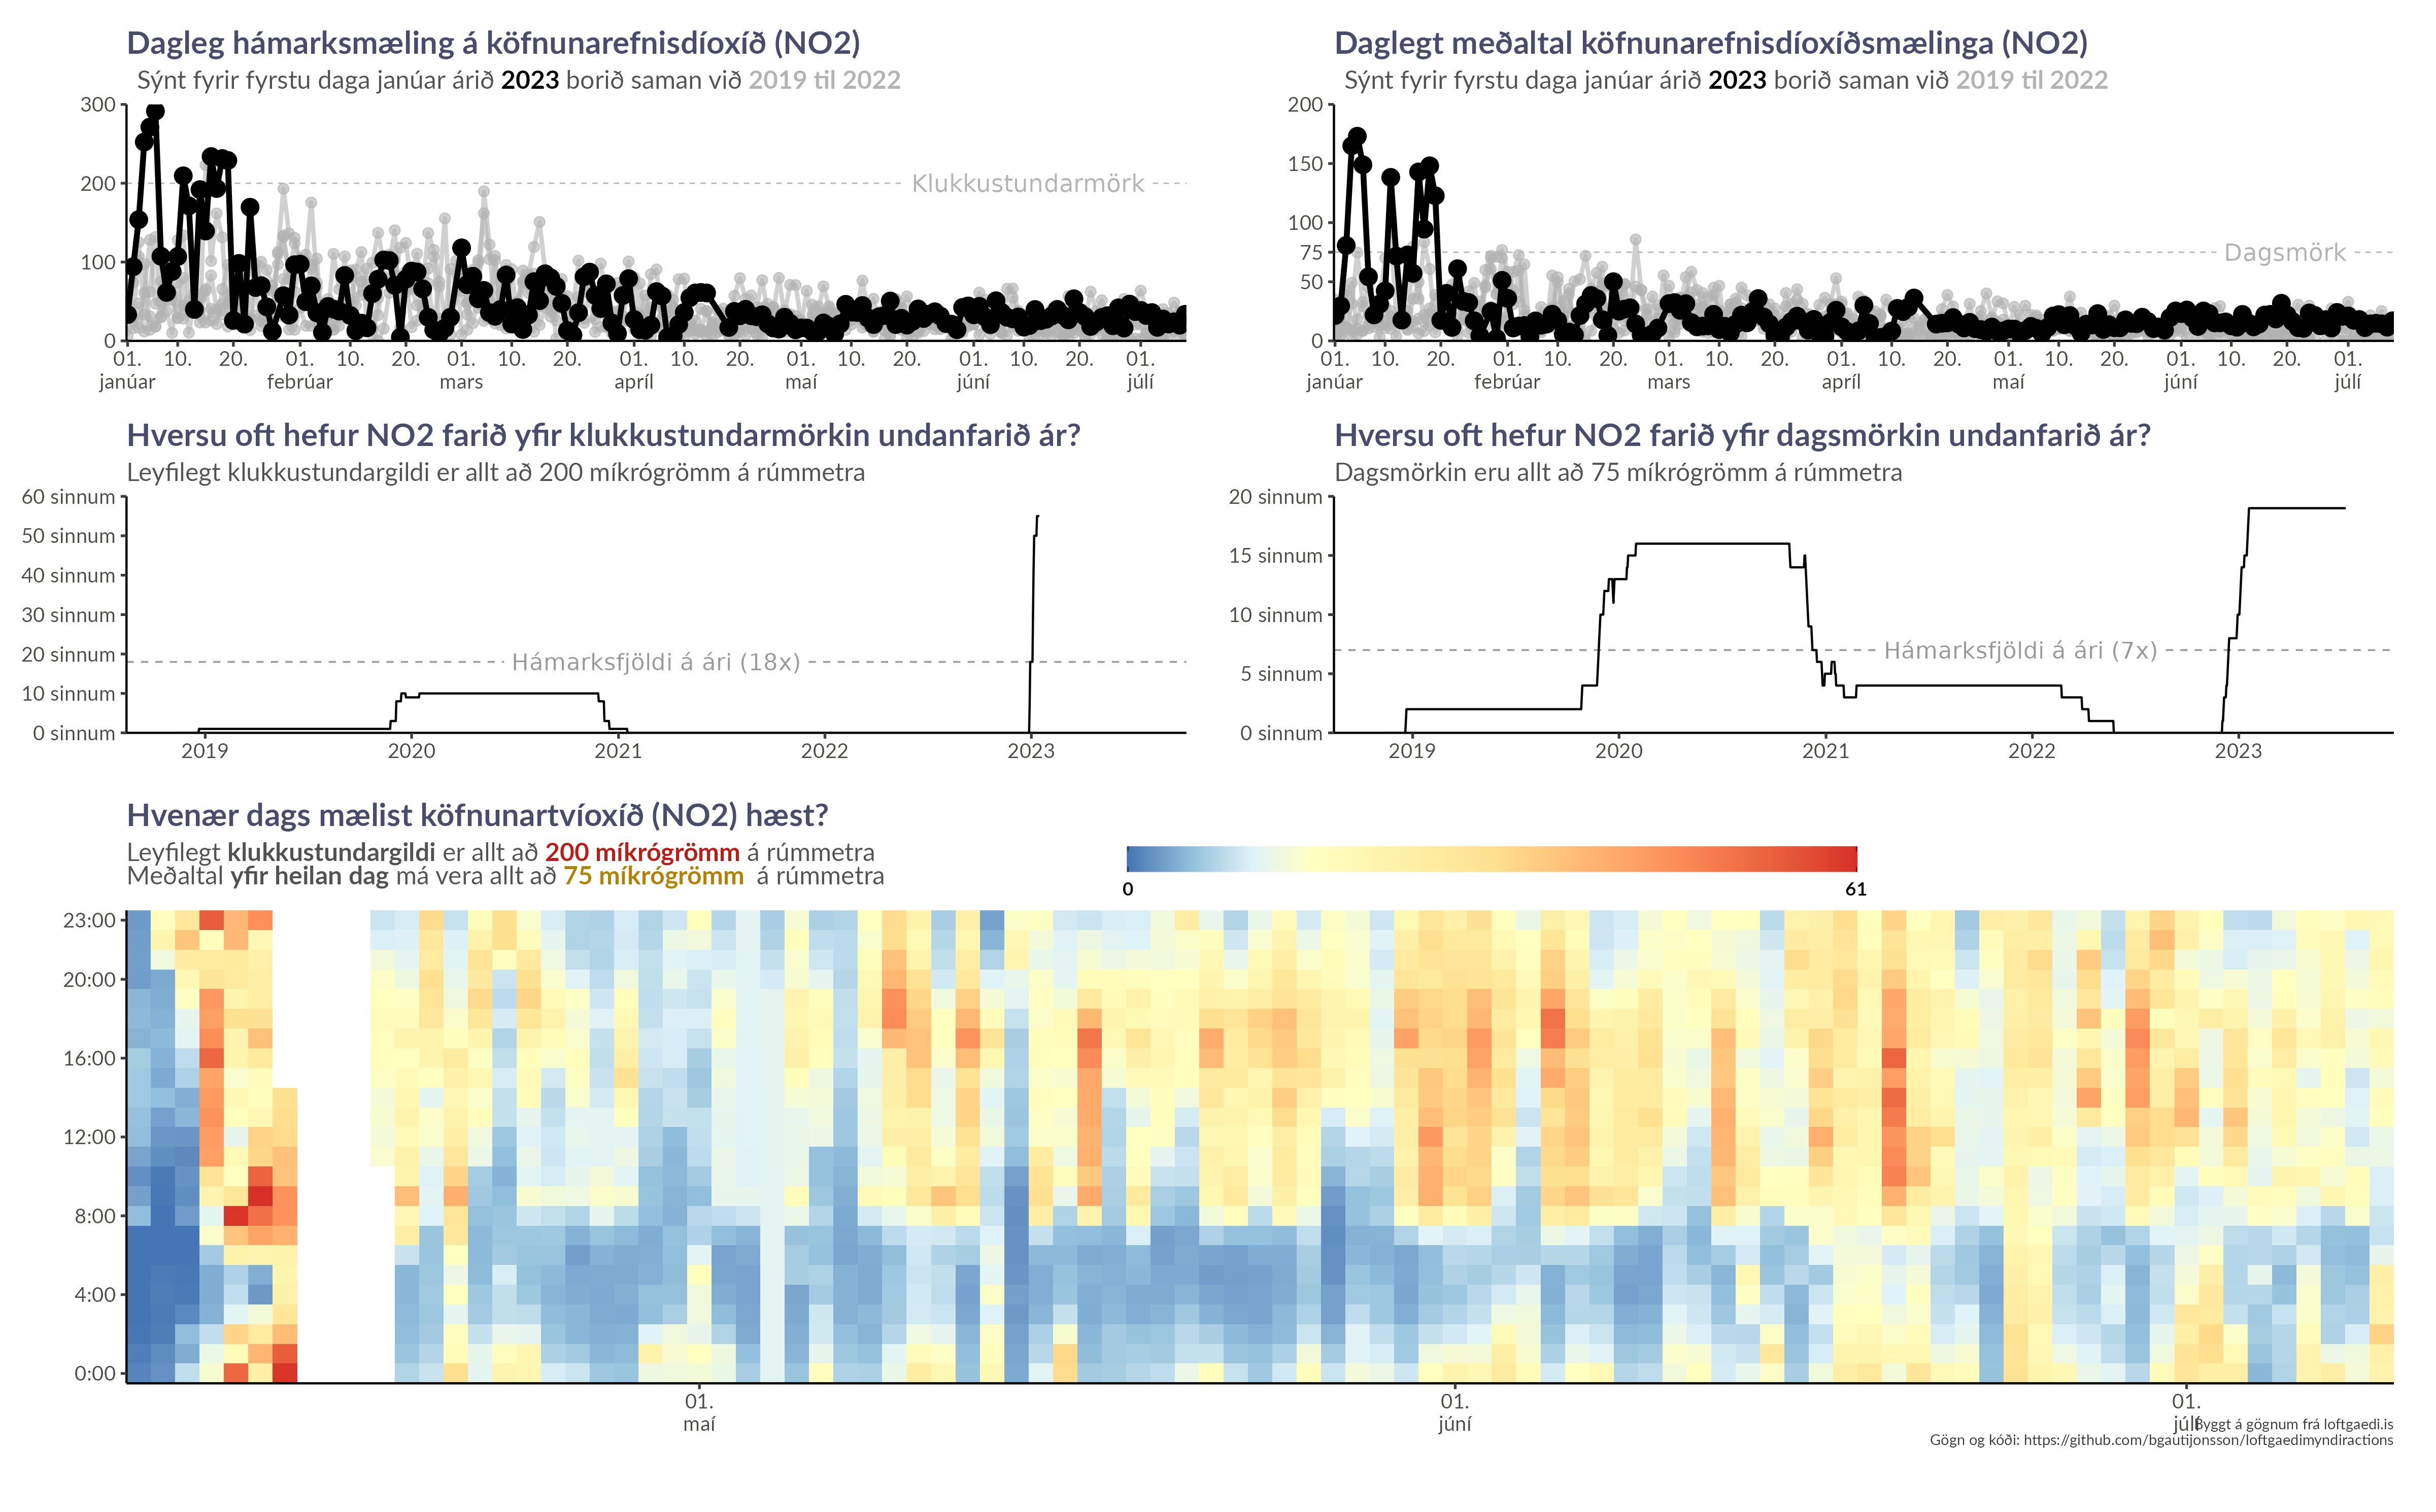 Dagleg hámarksmæling á köfnunarefnisdíoxíð (NO2)
Sýnt fyrir fyrstu daga janúar árið 2023 borið saman við 2019 til 2022
300
200
100
0
Klukkustundarmörk
01. 10. 20. 01. 10. 20. 01. 10. 20. 01. 10. 20. 01. 10. 20. 01. 10. 20. 01.
janúar febrúar mars apríl maí júní júlí
Daglegt meðaltal köfnunarefnisdíoxíðsmælinga (NO2)
Sýnt fyrir fyrstu daga janúar árið 2023 borið saman við 2019 til 2022
200
150
100
75
50
0
Dagsmörk
01. 10. 20. 01. 10. 20. 01. 10. 20. 01. 10. 20. 01. 10. 20. 01. 10. 20. 01.
janúar febrúar mars apríl maí júní júlí
Hversu oft hefur NO2 farið yfir klukkustundarmörkin undanfarið ár?
Leyfilegt klukkustundargildi er allt að 200 míkrógrömm á rúmmetra
60 sinnum
50 sinnum
40 sinnum
30 sinnum
20 sinnum
10 sinnum
0 sinnum
Hámarksfjöldi á ári (18x)
2019 2020 2021 2022 2023
Hversu oft hefur NO2 farið yfir dagsmörkin undanfarið ár?
Dagsmörkin eru allt að 75 míkrógrömm á rúmmetra
20 sinnum
15 sinnum
10 sinnum
5 sinnum
0 sinnum
Hámarksfjöldi á ári (7x)
2019 2020 2021 2022 2023
Hvenær dags mælist köfnunartvíoxíð (NO2) hæst?
Leyfilegt klukkustundargildi er allt að 200 míkrógrömm á rúmmetra
Meðaltal yfir heilan dag má vera allt að 75 míkrógrömm á rúmmetra
0 61
23:00
20:00
16:00
12:00
8:00
4:00
0:00
01. 01. 01.
maí júní júlí
Byggt á gögnum frá loftgaedi.is
Gögn og kóði: https://github.com/bgautijonsson/loftgaedimyndiractions